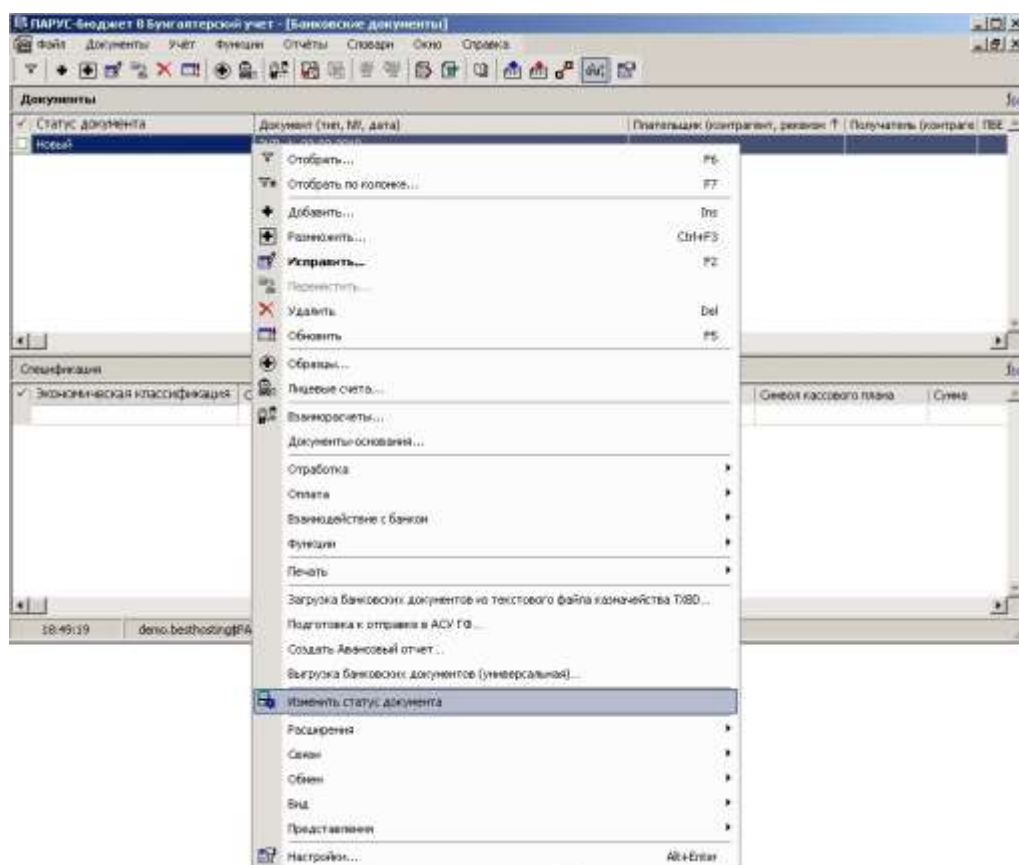 ПАРУС-Бюджет 8 Бухгалтерский учет - [Банковские документы]
Файл Документы Учёт Функции Отчёты Словари Окно Справка
Документы
Статус документа Документ (тип, №, дата) Плательщик (контрагент, реквизи Получатель (контраге ПБЕ
Новый
Отобрать... F6
Отобрать по колонке... F7
Добавить... Ins
Размножить... Ctrl+F3
Исправить... F2
Переместить...
Удалить Del
Обновить F5
Спецификация
Образцы...
Экономическая классификация С Символ кассового плана Сумма
Лицевые счета...
Взаиморасчеты...
Документы-основания...
Отработка
Оплата
Взаимодействие с банком
Функции
Печать
Загрузка банковских документов из текстового файла казначейства TXBD...
18:49:19 demo.besthosting
Подготовка к отправке в АСУ ГФ...
Создать Авансовый отчет...
Выгрузка банковских документов (универсальная)...
Изменить статус документа
Расширения
Связи
Обмен
Вид
Представления
Настройки... Alt+Enter